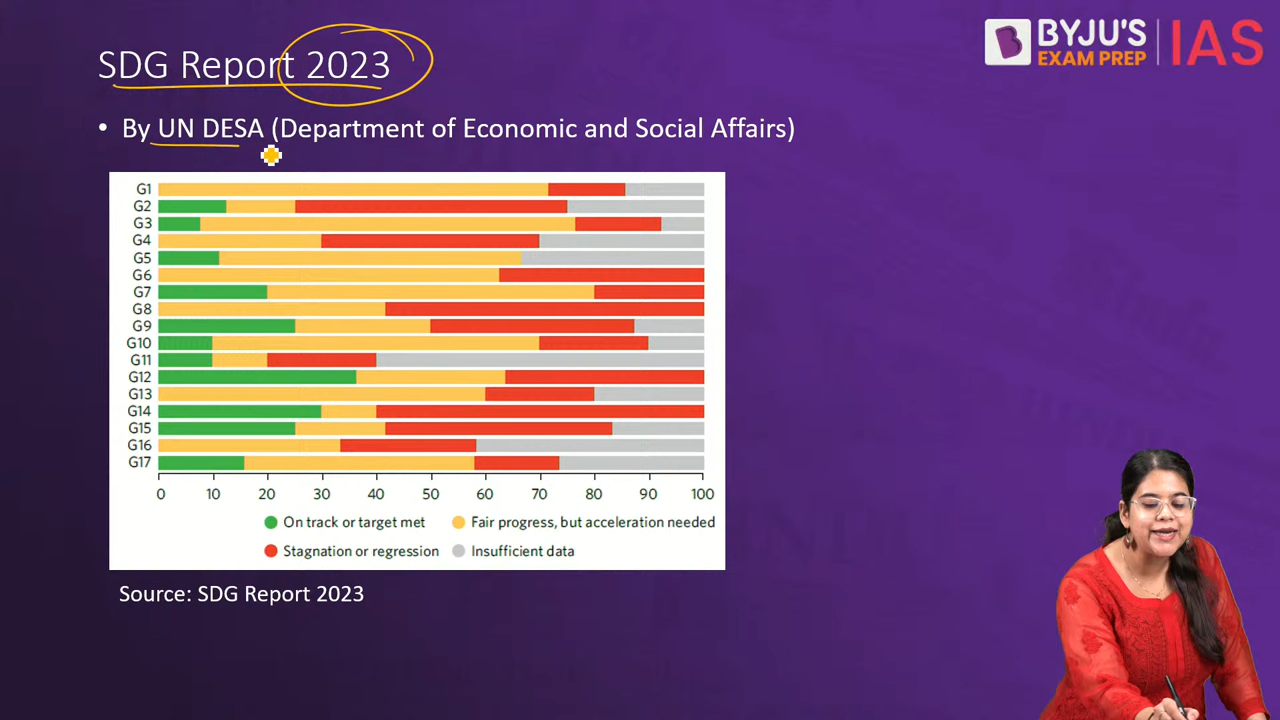 SDG Report 2023
BYJU'S
EXAM PREP
IAS
• By UN DESA (Department of Economic and Social Affairs)
G1
G2
G3
G4
G5
G6
G7
G8
G9
G10
G11
G12
G13
G14
G15
G16
G17
0 10 20 30 40 50 60 70 80 90 100
On track or target met
Fair progress, but acceleration needed
Stagnation or regression
Insufficient data
Source: SDG Report 2023